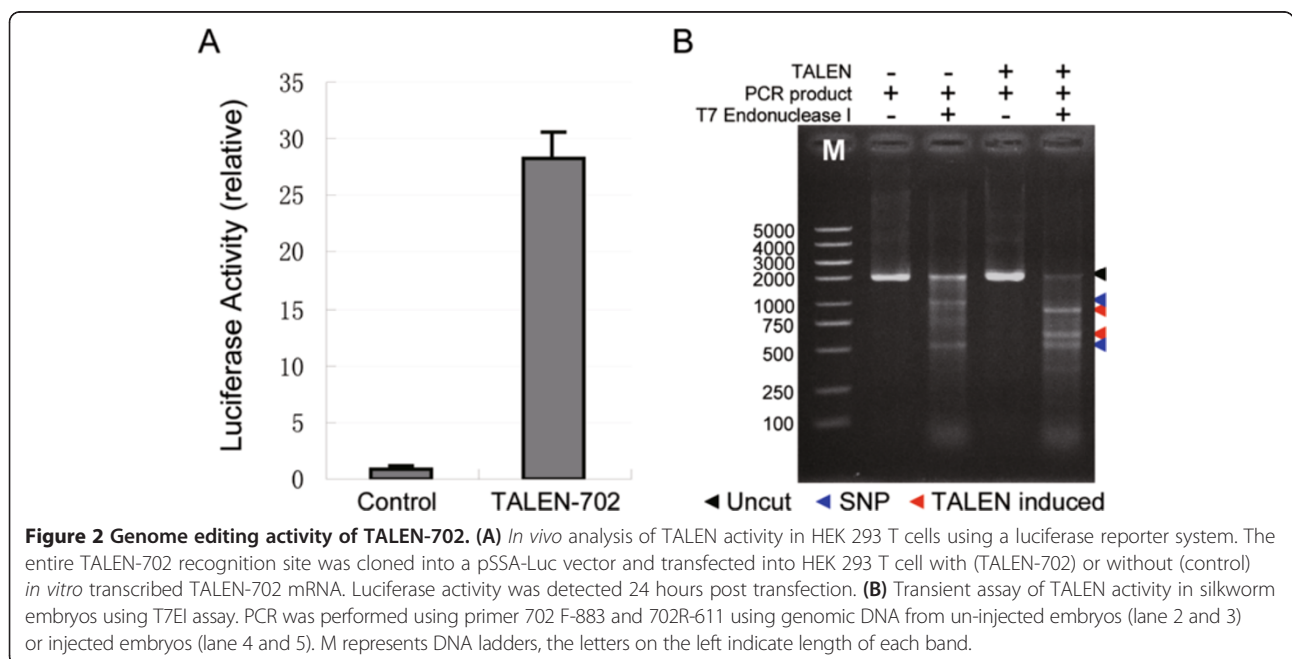 A
Luciferase Activity (relative)
35
30
25
20
15
10
5
0
Control TALEN-702
B
TALEN - - + +
PCR product + + + +
T7 Endonuclease I - + - +
M
5000
4000
3000
2000
1000
750
500
250
100
Uncut SNP TALEN induced
Figure 2 Genome editing activity of TALEN-702. (A) In vivo analysis of TALEN activity in HEK 293 T cells using a luciferase reporter system. The
entire TALEN-702 recognition site was cloned into a pSSA-Luc vector and transfected into HEK 293 T cell with (TALEN-702) or without (control)
in vitro transcribed TALEN-702 mRNA. Luciferase activity was detected 24 hours post transfection. (B) Transient assay of TALEN activity in silkworm
embryos using T7EI assay. PCR was performed using primer 702 F-883 and 702R-611 using genomic DNA from un-injected embryos (lane 2 and 3)
or injected embryos (lane 4 and 5). M represents DNA ladders, the letters on the left indicate length of each band.